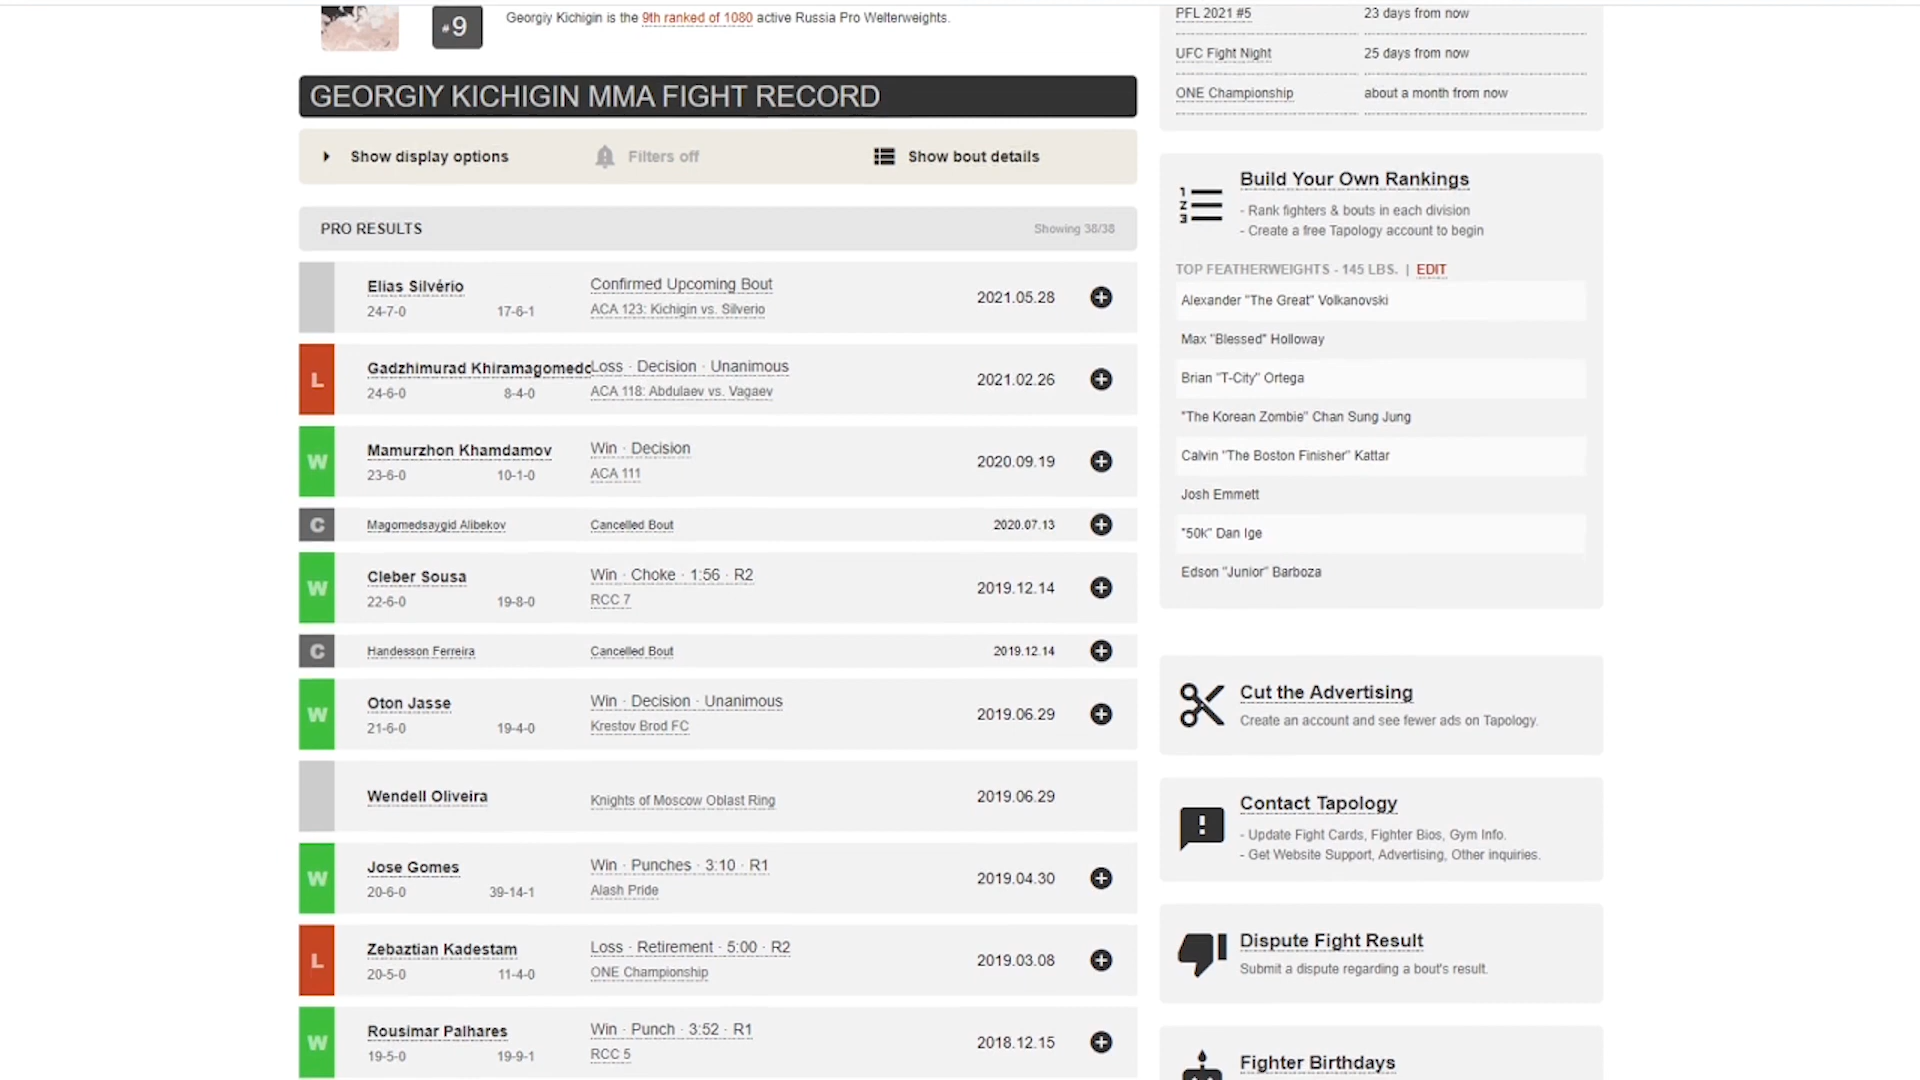 #9
Georgiy Kichigin is the 9th ranked of 1080 active Russia Pro Welterweights.
GEORGIY KICHIGIN MMA FIGHT RECORD
Show display options
Filters off
Show bout details
PRO RESULTS
Showing 38/38
Elias Silvério
24-7-0 17-6-1
Confirmed Upcoming Bout
ACA 123: Kichigin vs. Silverio
2021.05.28
L
Gadzhimurad Khiramagomedo
24-6-0 8-4-0
Loss · Decision · Unanimous
ACA 118: Abdulaev vs. Vagaev
2021.02.26
W
Mamurzhon Khamdamov
23-6-0 10-1-0
Win · Decision
ACA 111
2020.09.19
C
Magomedsaygid Alibekov
Cancelled Bout
2020.07.13
W
Cleber Sousa
22-6-0 19-8-0
Win · Choke · 1:56 · R2
RCC 7
2019.12.14
C
Handesson Ferreira
Cancelled Bout
2019.12.14
W
Oton Jasse
21-6-0 19-4-0
Win · Decision · Unanimous
Krestov Brod FC
2019.06.29
Wendell Oliveira
Knights of Moscow Oblast Ring
2019.06.29
W
Jose Gomes
20-6-0 39-14-1
Win · Punches · 3:10 · R1
Alash Pride
2019.04.30
L
Zebaztian Kadestam
20-5-0 11-4-0
Loss · Retirement · 5:00 · R2
ONE Championship
2019.03.08
W
Rousimar Palhares
19-5-0 19-9-1
Win · Punch · 3:52 · R1
RCC 5
2018.12.15
PFL 2021 #5 23 days from now
UFC Fight Night 25 days from now
ONE Championship about a month from now
1
2
3
Build Your Own Rankings
- Rank fighters & bouts in each division
- Create a free Tapology account to begin
TOP FEATHERWEIGHTS - 145 LBS. | EDIT
Alexander "The Great" Volkanovski
Max "Blessed" Holloway
Brian "T-City" Ortega
"The Korean Zombie" Chan Sung Jung
Calvin "The Boston Finisher" Kattar
Josh Emmett
"50K" Dan Ige
Edson "Junior" Barboza
Cut the Advertising
Create an account and see fewer ads on Tapology.
Contact Tapology
- Update Fight Cards, Fighter Bios, Gym Info.
- Get Website Support, Advertising, Other inquiries.
Dispute Fight Result
Submit a dispute regarding a bout's result.
Fighter Birthdays